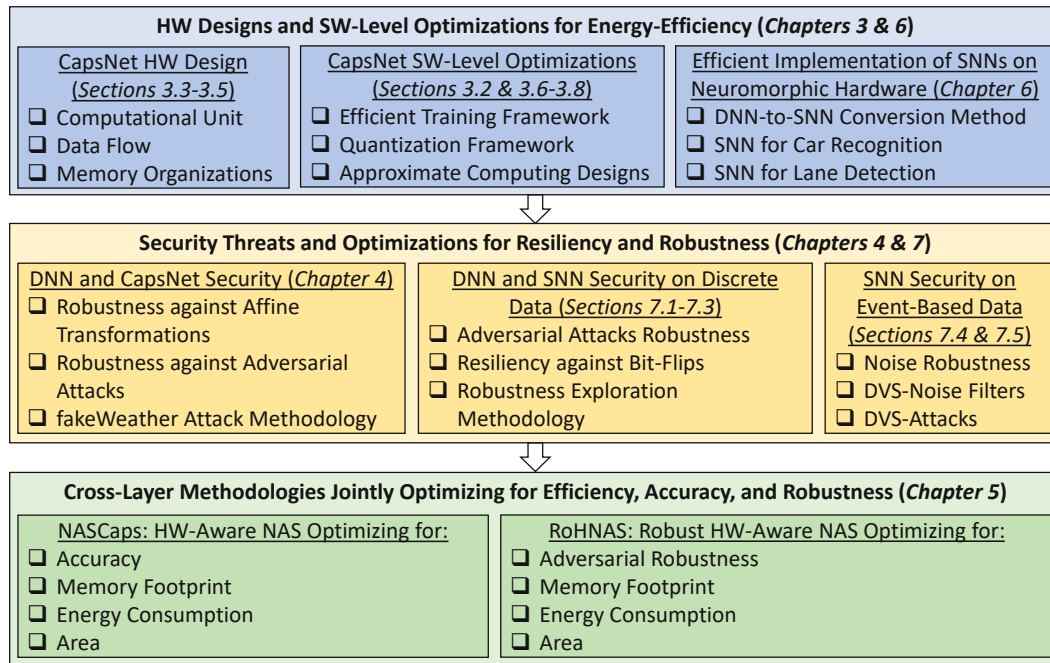 HW Designs and SW-Level Optimizations for Energy-Efficiency (Chapters 3 & 6)
CapsNet HW Design
(Sections 3.3-3.5)
❑ Computational Unit
❑ Data Flow
❑ Memory Organizations
CapsNet SW-Level Optimizations
(Sections 3.2 & 3.6-3.8)
❑ Efficient Training Framework
❑ Quantization Framework
❑ Approximate Computing Designs
Efficient Implementation of SNNs on
Neuromorphic Hardware (Chapter 6)
❑ DNN-to-SNN Conversion Method
❑ SNN for Car Recognition
❑ SNN for Lane Detection
Security Threats and Optimizations for Resiliency and Robustness (Chapters 4 & 7)
DNN and CapsNet Security (Chapter 4)
❑ Robustness against Affine
Transformations
❑ Robustness against Adversarial
Attacks
❑ fakeWeather Attack Methodology
DNN and SNN Security on Discrete
Data (Sections 7.1-7.3)
❑ Adversarial Attacks Robustness
❑ Resiliency against Bit-Flips
❑ Robustness Exploration
Methodology
SNN Security on
Event-Based Data
(Sections 7.4 & 7.5)
❑ Noise Robustness
❑ DVS-Noise Filters
❑ DVS-Attacks
Cross-Layer Methodologies Jointly Optimizing for Efficiency, Accuracy, and Robustness (Chapter 5)
NASCaps: HW-Aware NAS Optimizing for:
❑ Accuracy
❑ Memory Footprint
❑ Energy Consumption
❑ Area
RoHNAS: Robust HW-Aware NAS Optimizing for:
❑ Adversarial Robustness
❑ Memory Footprint
❑ Energy Consumption
❑ Area